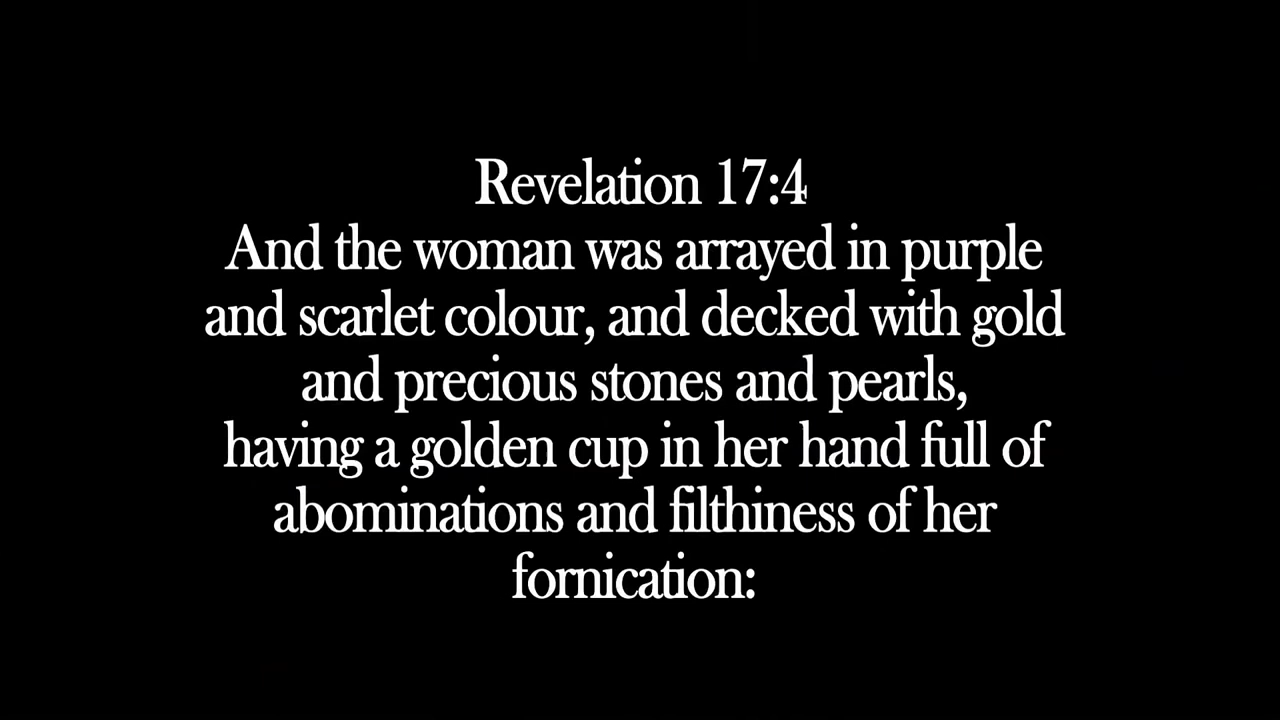 Revelation 17:4
And the woman was arrayed in purple
and scarlet colour, and decked with gold
and precious stones and pearls,
having a golden cup in her hand full of
abominations and filthiness of her
fornication: